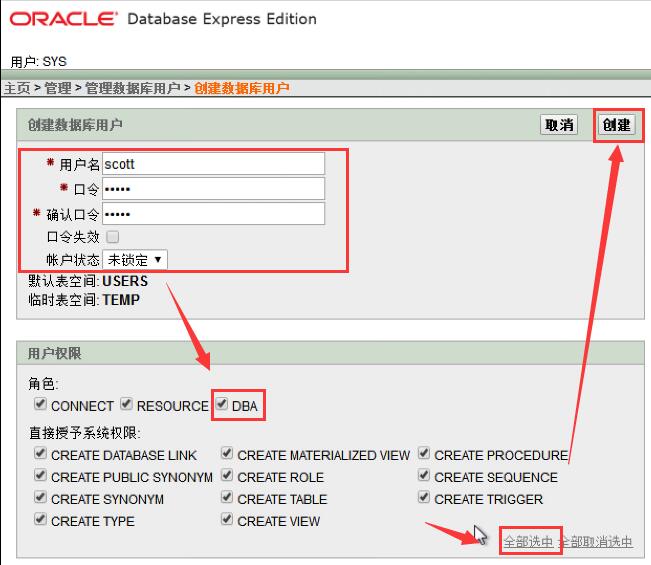 ORACLE® Database Express Edition
用户: SYS
主页 > 管理 > 管理数据库用户 > 创建数据库用户
创建数据库用户 取消 创建
* 用户名 scott
* 口令 •••••
* 确认口令 •••••
口令失效
帐户状态 未锁定 ▼
默认表空间: USERS
临时表空间: TEMP
用户权限
角色:
CONNECT RESOURCE DBA
直接授予系统权限:
CREATE DATABASE LINK CREATE MATERIALIZED VIEW CREATE PROCEDURE
CREATE PUBLIC SYNONYM CREATE ROLE CREATE SEQUENCE
CREATE SYNONYM CREATE TABLE CREATE TRIGGER
CREATE TYPE CREATE VIEW
全部选中 全部取消选中